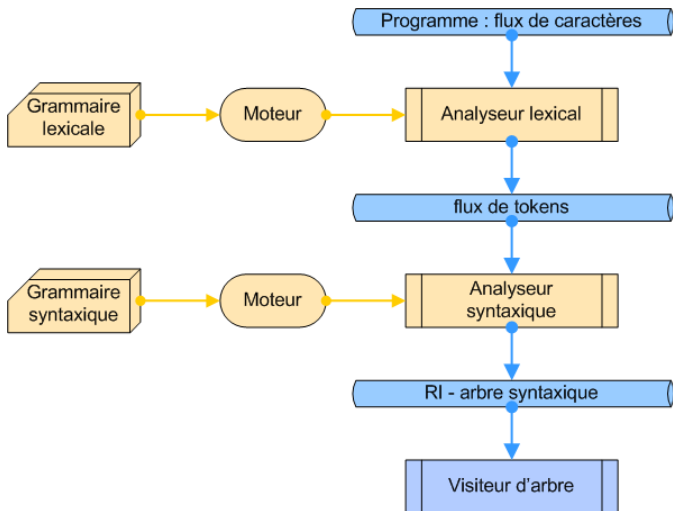 Programme : flux de caractères
Grammaire
lexicale
Moteur
Analyseur lexical
flux de tokens
Grammaire
syntaxique
Moteur
Analyseur
syntaxique
RI - arbre syntaxique
Visiteur d'arbre